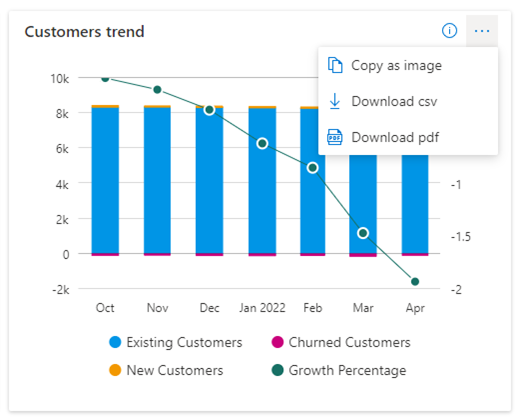 Customers trend
Copy as image
Download csv
PDF Download pdf
10k
8k
6k
4k
2k
0
-2k
-1
-1.5
-2
Oct Nov Dec Jan 2022 Feb Mar Apr
Existing Customers Churned Customers
New Customers Growth Percentage